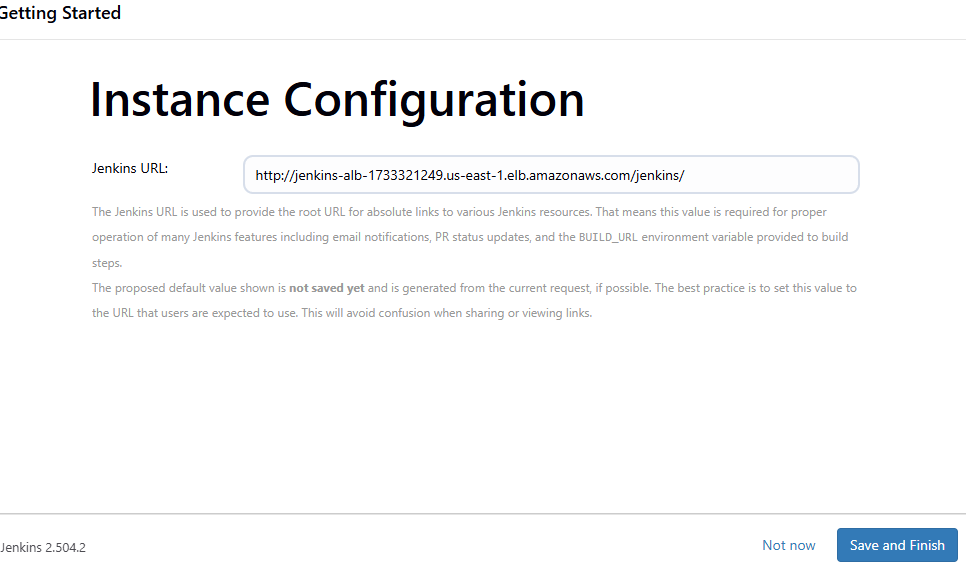 Getting Started
Instance Configuration
Jenkins URL:
http://jenkins-alb-1733321249.us-east-1.elb.amazonaws.com/jenkins/
The Jenkins URL is used to provide the root URL for absolute links to various Jenkins resources. That means this value is required for proper
operation of many Jenkins features including email notifications, PR status updates, and the BUILD_URL environment variable provided to build
steps.
The proposed default value shown is not saved yet and is generated from the current request, if possible. The best practice is to set this value to
the URL that users are expected to use. This will avoid confusion when sharing or viewing links.
Jenkins 2.504.2
Not now
Save and Finish